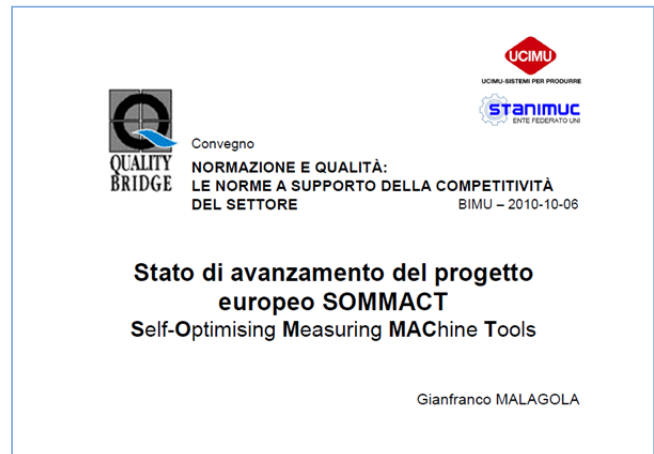 UCIMU
UCIMU-SISTEMI PER PRODURRE
STANIMUC
ENTE FEDERATO UNI
QUALITY
BRIDGE
Convegno
NORMAZIONE E QUALITÀ:
LE NORME A SUPPORTO DELLA COMPETITIVITÀ
DEL SETTORE BIMU – 2010-10-06
Stato di avanzamento del progetto
europeo SOMMACT
Self-Optimising Measuring MAChine Tools
Gianfranco MALAGOLA